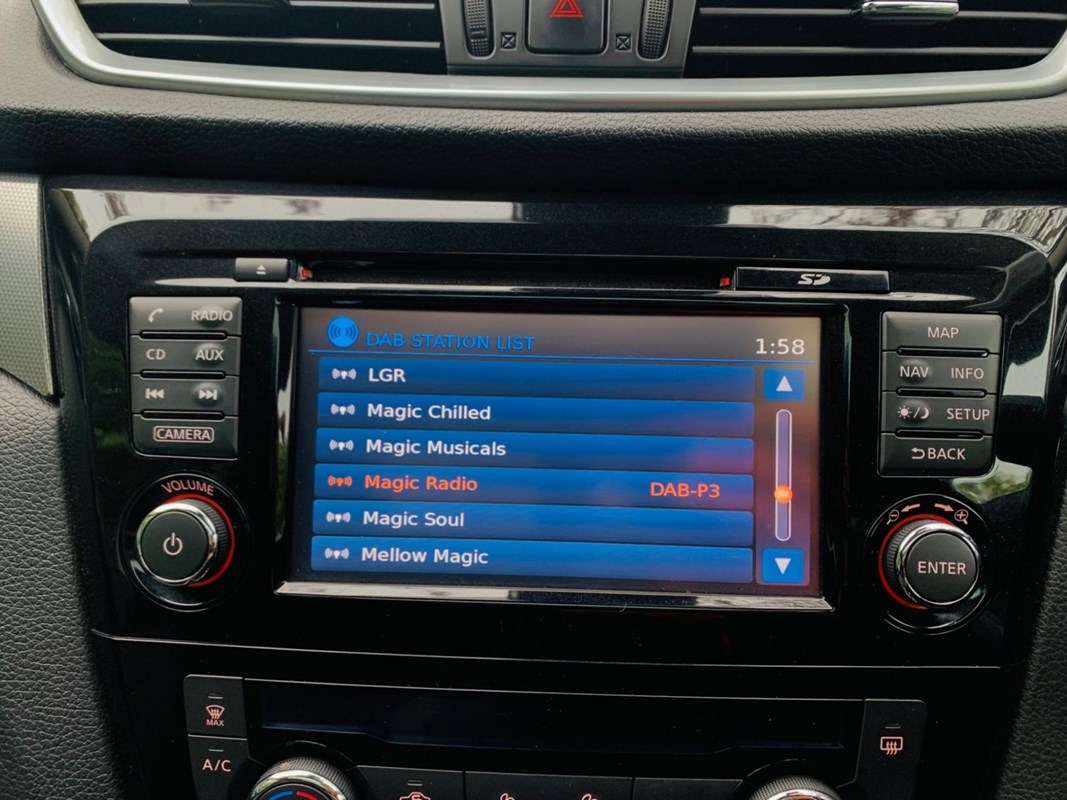 SD
RADIO
CD AUX
CAMERA
VOLUME
DAB STATION LIST 1:58
LGR
Magic Chilled
Magic Musicals
Magic Radio DAB-P3
Magic Soul
Mellow Magic
MAP
NAV INFO
SETUP
BACK
ENTER
MAX
A/C